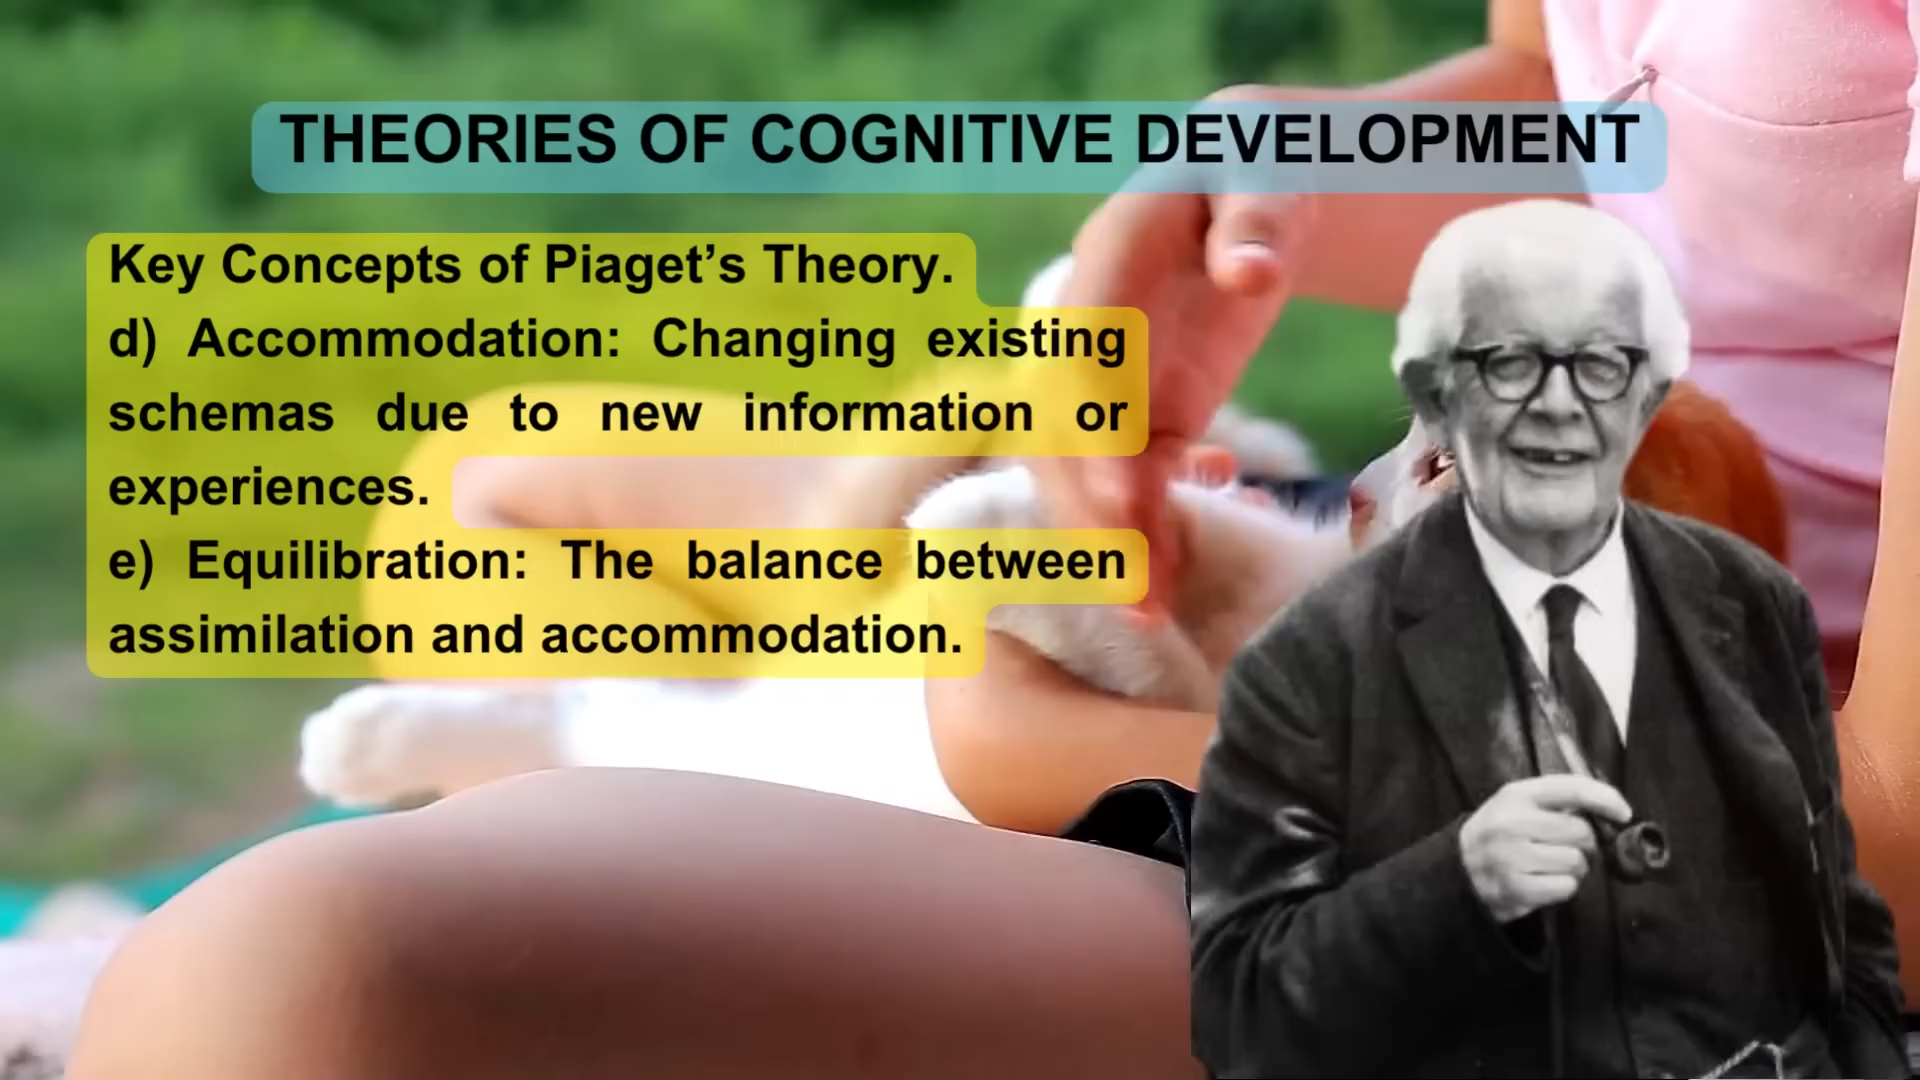 THEORIES OF COGNITIVE DEVELOPMENT
Key Concepts of Piaget’s Theory.
d) Accommodation: Changing existing
schemas due to new information or
experiences.
e) Equilibration: The balance between
assimilation and accommodation.